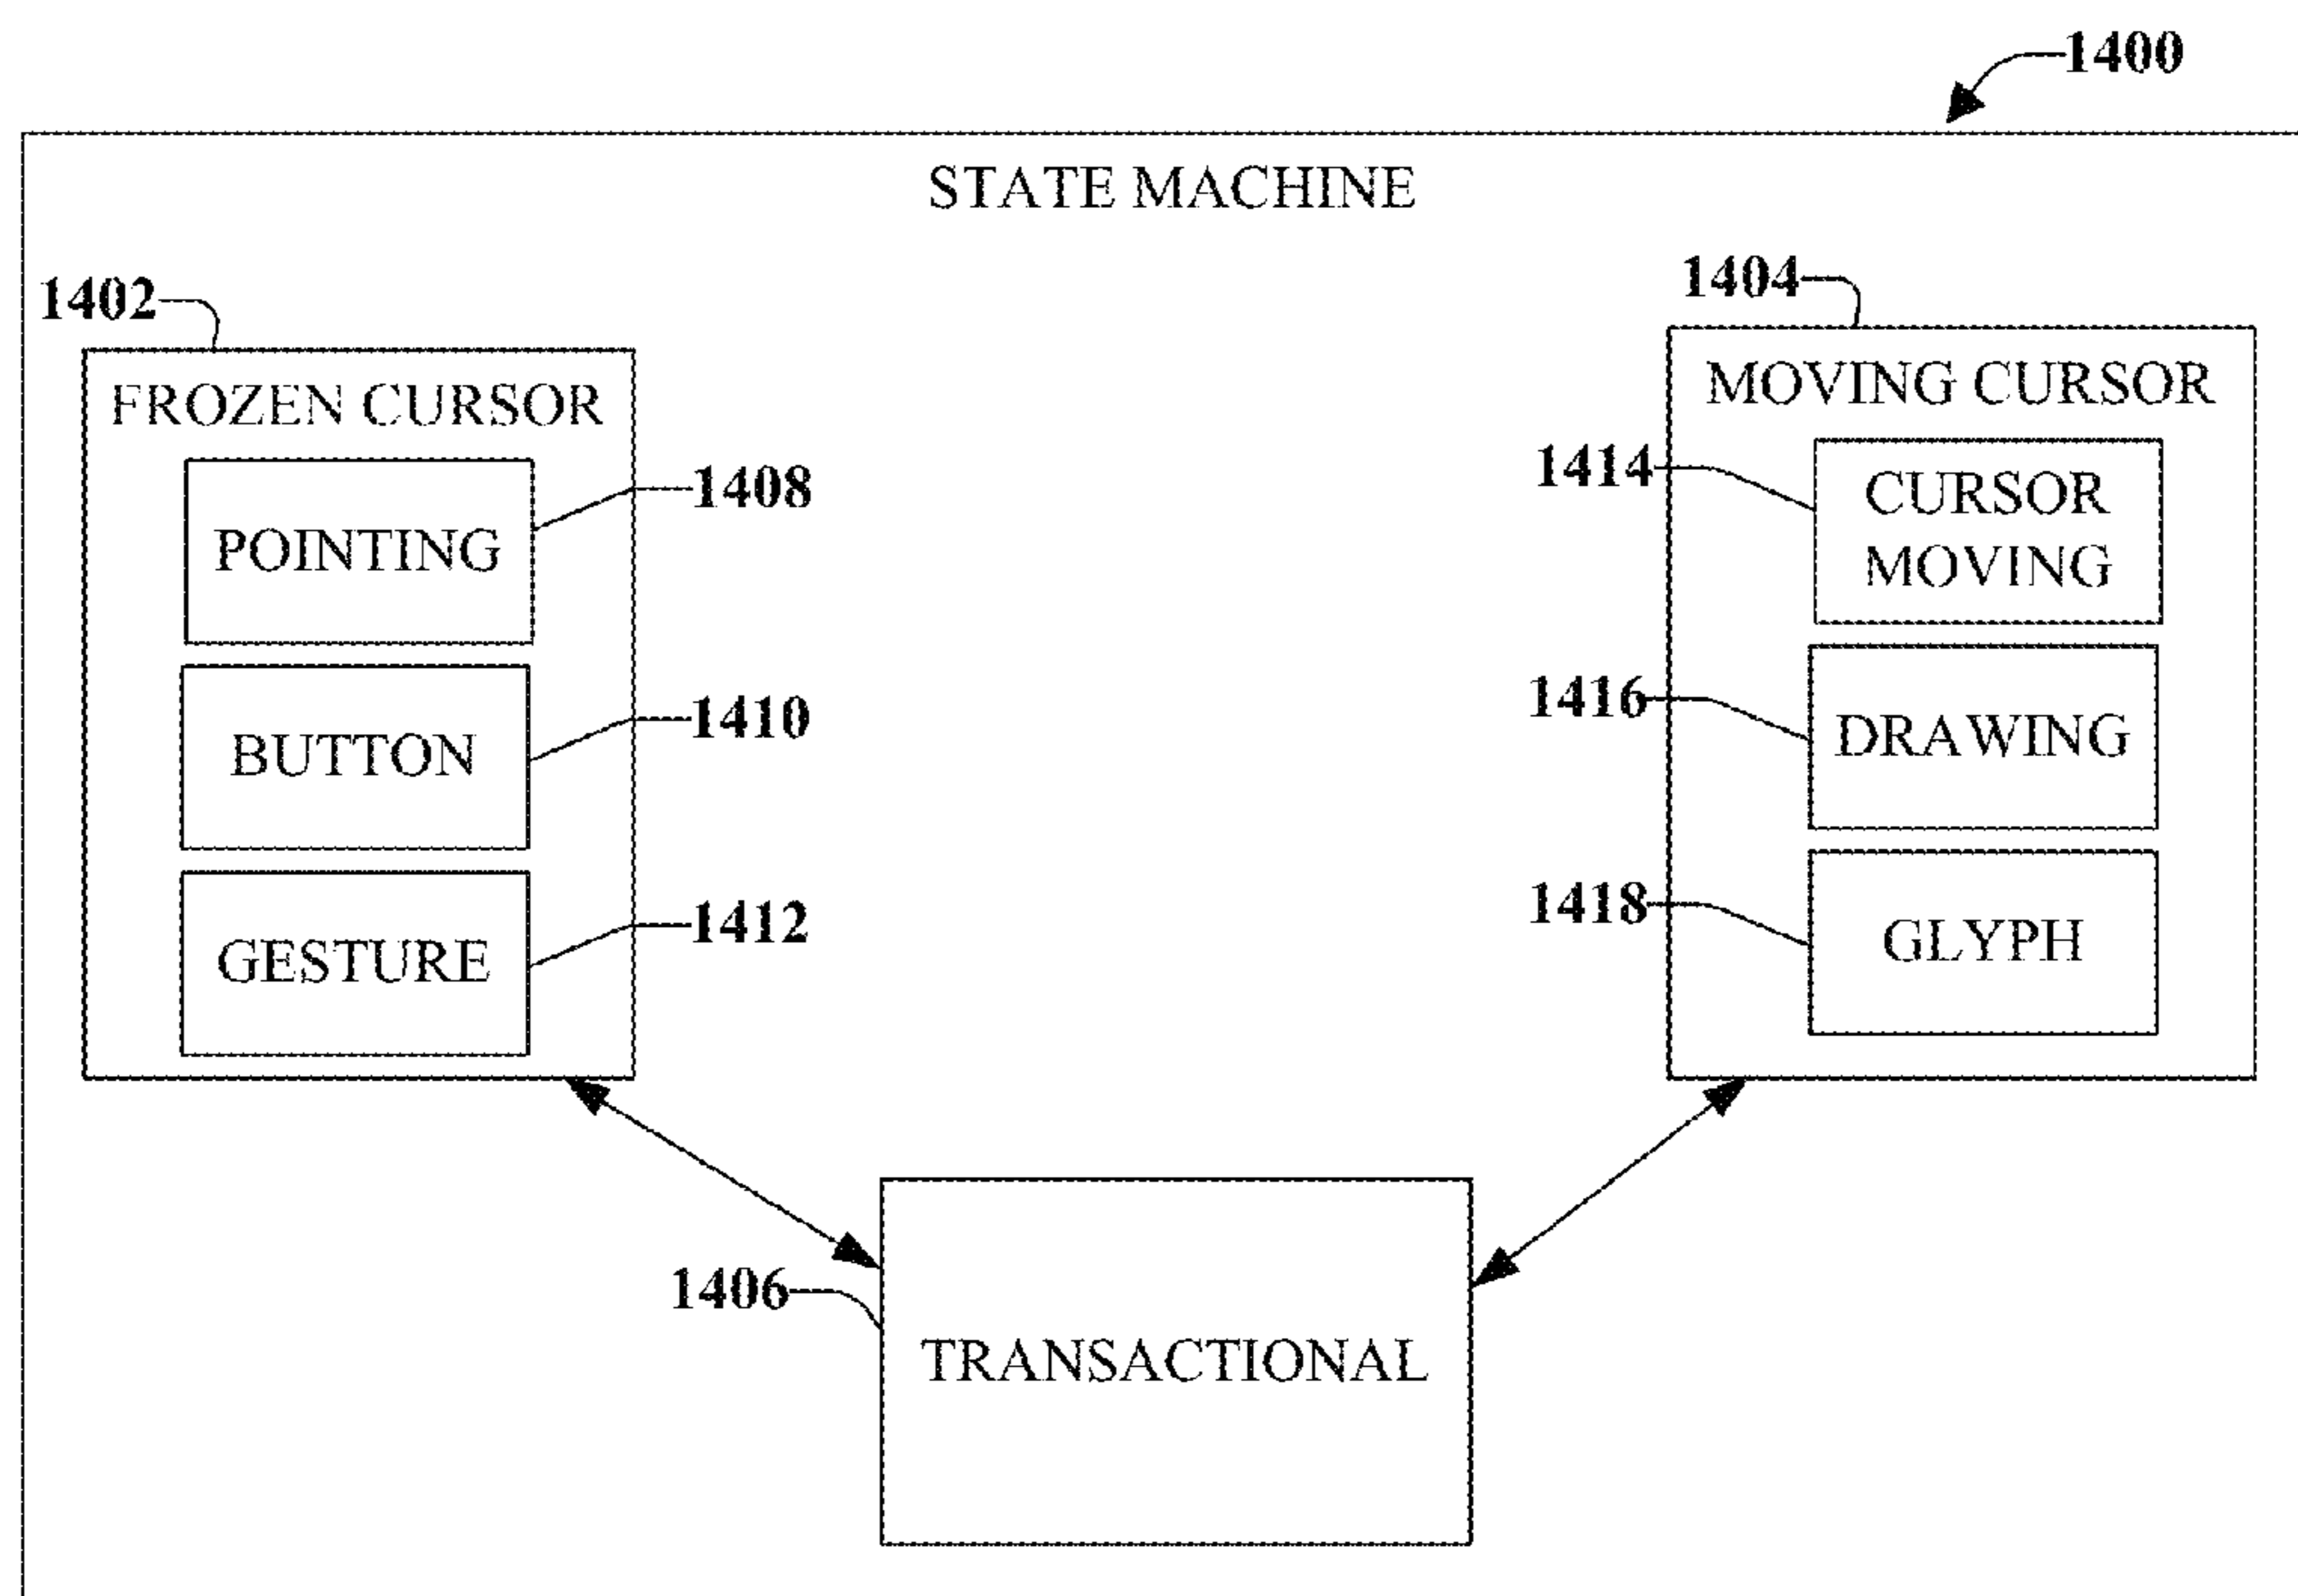 1400
STATE MACHINE
1402
FROZEN CURSOR
POINTING
1408
BUTTON
1410
GESTURE
1412
1404
MOVING CURSOR
1414
CURSOR
MOVING
1416
DRAWING
1418
GLYPH
1406
TRANSACTIONAL